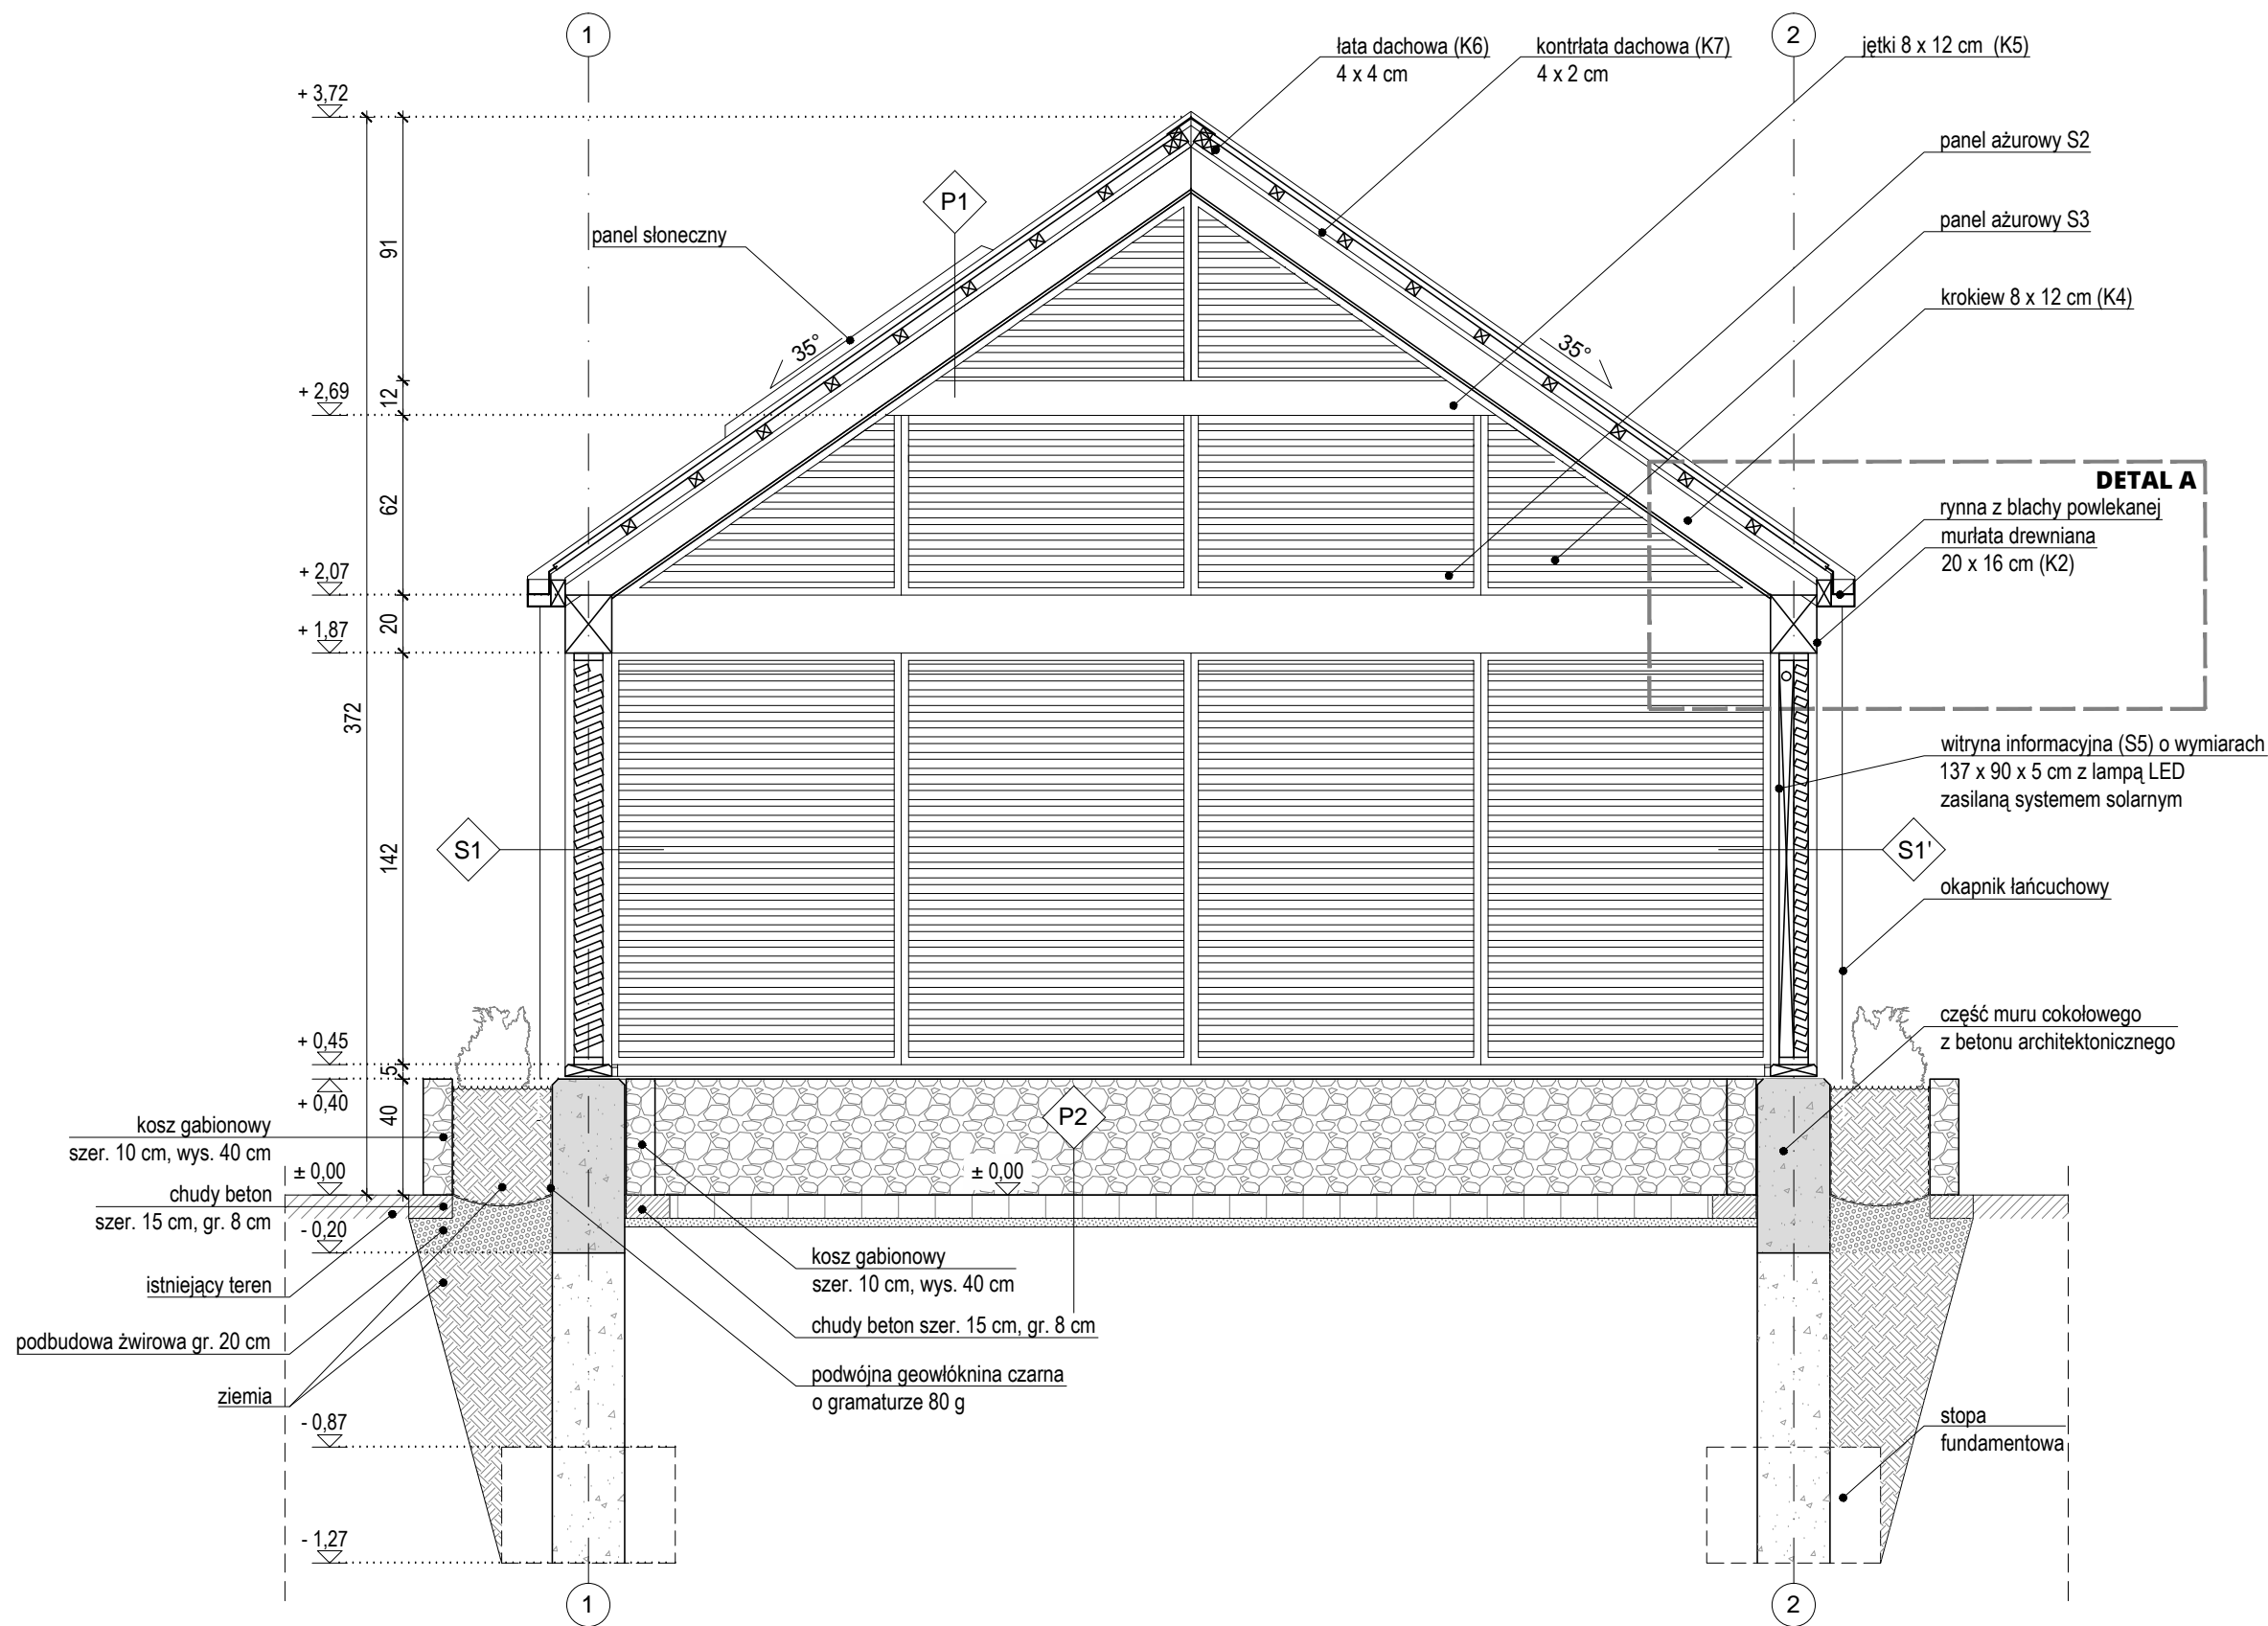 1
2
łata dachowa (K6)
4 x 4 cm
kontrłata dachowa (K7)
4 x 2 cm
jętki 8 x 12 cm (K5)
+ 3,72
panel ażurowy S2
P1
panel słoneczny
panel ażurowy S3
91
krokiew 8 x 12 cm (K4)
35°
35°
+ 2,69
12
DETAL A
62
rynna z blachy powlekanej
murłata drewniana
20 x 16 cm (K2)
+ 2,07
20
+ 1,87
372
witryna informacyjna (S5) o wymiarach
137 x 90 x 5 cm z lampą LED
zasilaną systemem solarnym
S1
142
S1'
okapnik łańcuchowy
część muru cokołowego
z betonu architektonicznego
+ 0,45
5
+ 0,40
40
P2
kosz gabionowy
szer. 10 cm, wys. 40 cm
± 0,00
± 0,00
chudy beton
szer. 15 cm, gr. 8 cm
- 0,20
kosz gabionowy
szer. 10 cm, wys. 40 cm
istniejący teren
chudy beton szer. 15 cm, gr. 8 cm
podbudowa żwirowa gr. 20 cm
podwójna geowłóknina czarna
o gramaturze 80 g
ziemia
- 0,87
stopa
fundamentowa
- 1,27
1
2